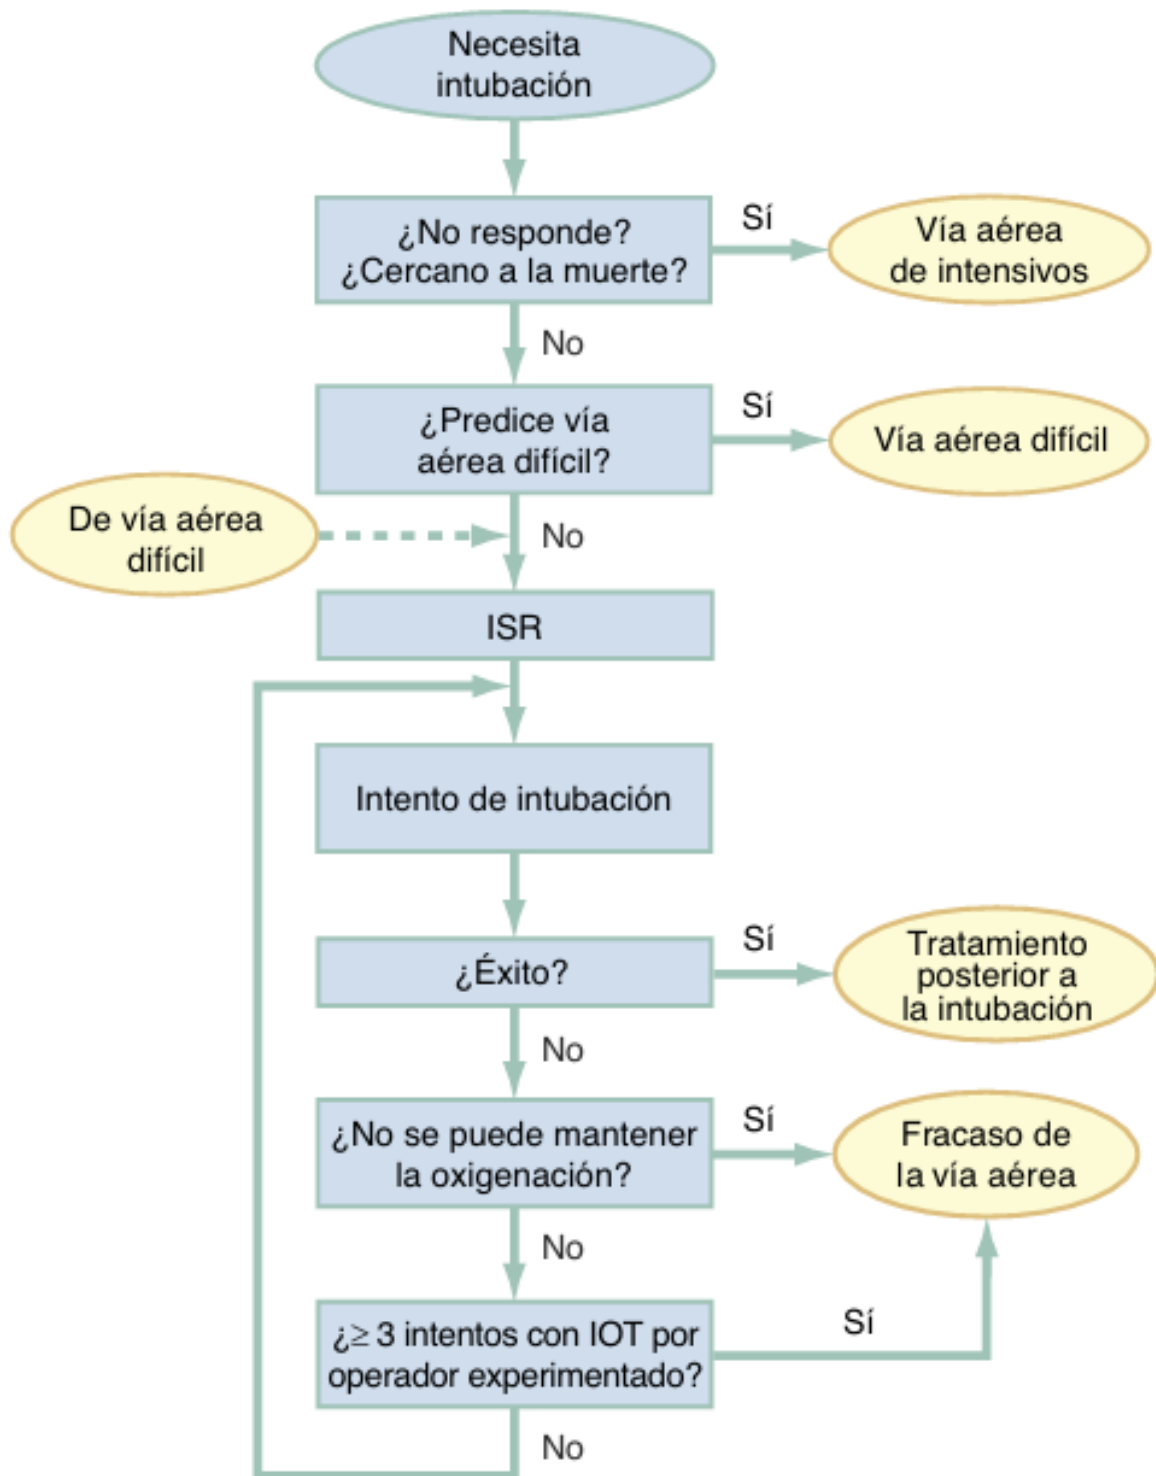 Necesita
intubación
¿No responde?
¿Cercano a la muerte?
Sí
Vía aérea
de intensivos
No
¿Predice vía
aérea difícil?
Sí
Vía aérea difícil
De vía aérea
difícil
No
ISR
Intento de intubación
¿Éxito?
Sí
Tratamiento
posterior a
la intubación
No
¿No se puede mantener
la oxigenación?
Sí
Fracaso de
la vía aérea
No
¿≥ 3 intentos con IOT por
operador experimentado?
Sí
No